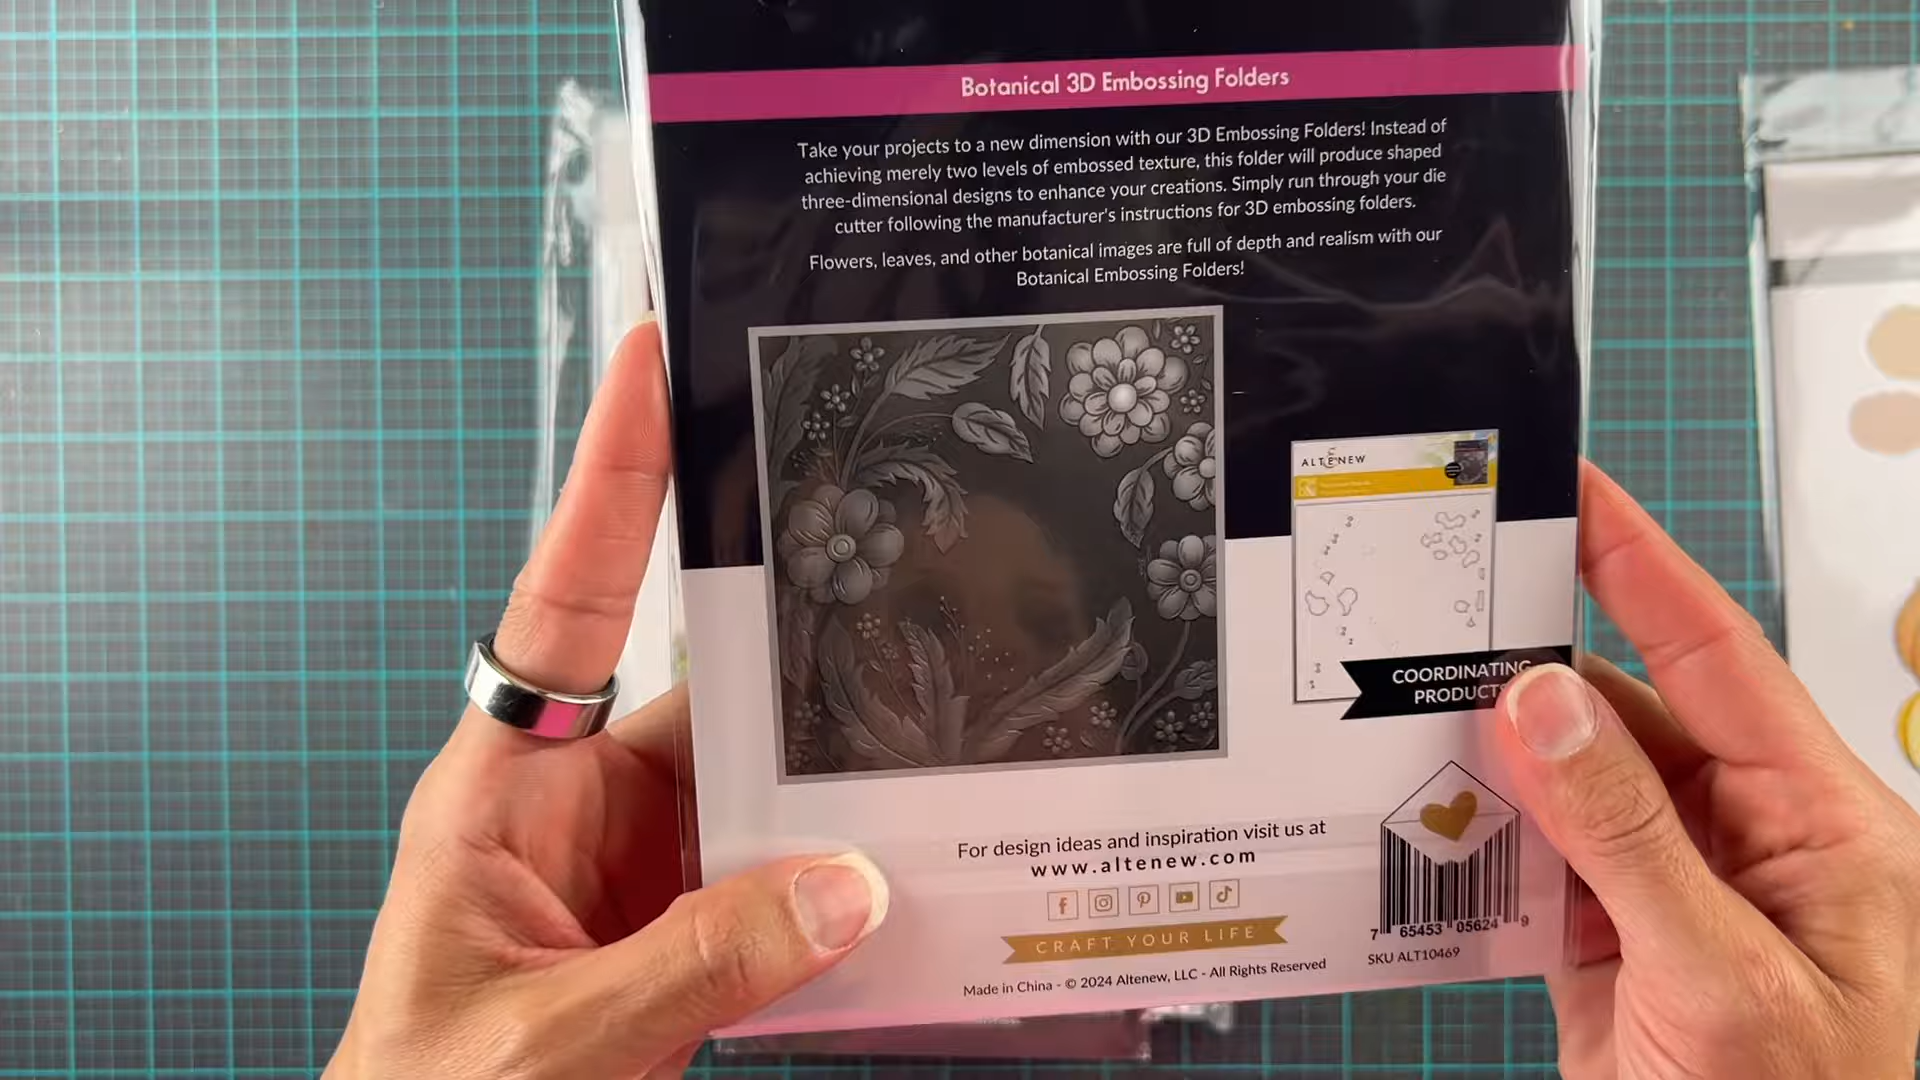 Botanical 3D Embossing Folders
Take your projects to a new dimension with our 3D Embossing Folders! Instead of
achieving merely two levels of embossed texture, this folder will produce shaped
three-dimensional designs to enhance your creations. Simply run through your die
cutter following the manufacturer's instructions for 3D embossing folders.
Flowers, leaves, and other botanical images are full of depth and realism with our
Botanical Embossing Folders!
ALTENEW
COORDINATING
PRODUCTS
For design ideas and inspiration visit us at
www.altenew.com
CRAFT YOUR LIFE
7 65453 05624 9
SKU ALT10469
Made in China - © 2024 Altenew, LLC - All Rights Reserved